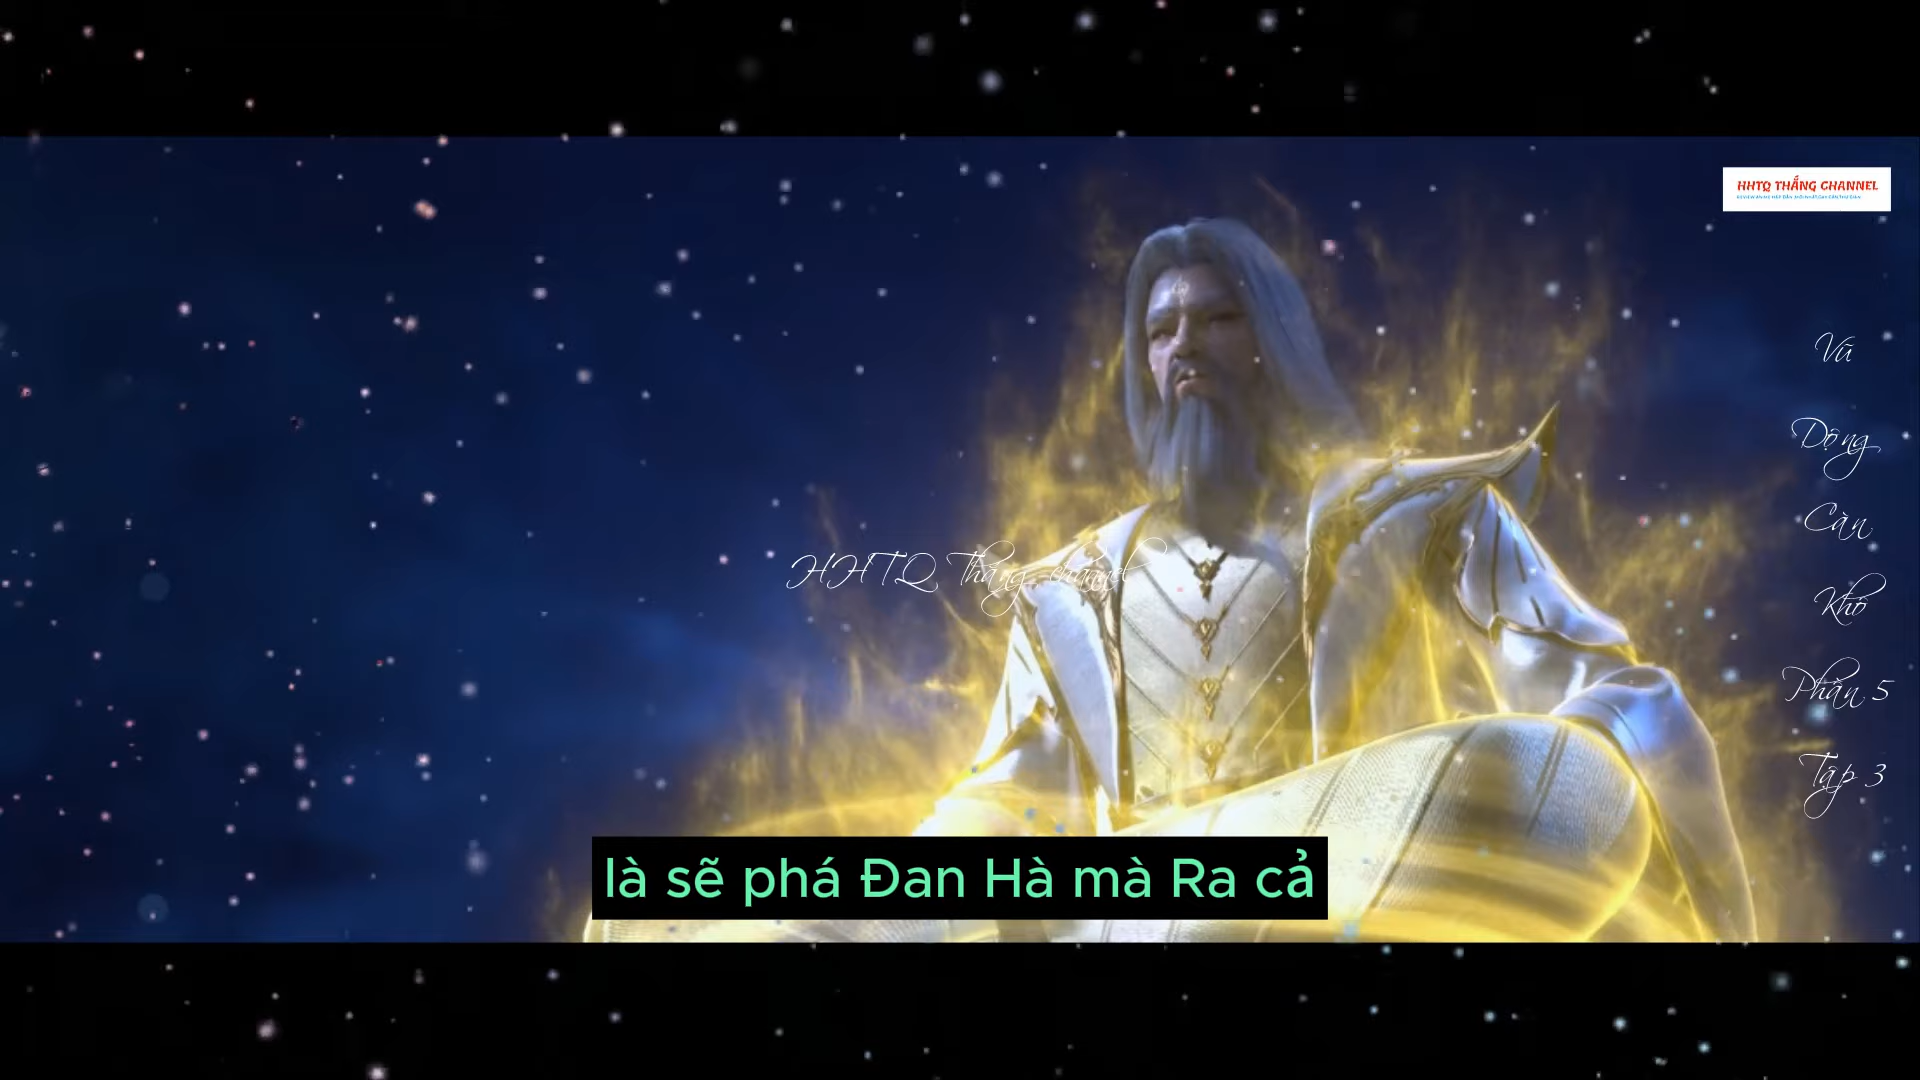 HHTQ THẮNG CHANNEL
Vũ
Động
Càn
Khô
Phần 5
Tập 3
HHTQ Thắng channel
là sẽ phá Đan Hà mà Ra cả